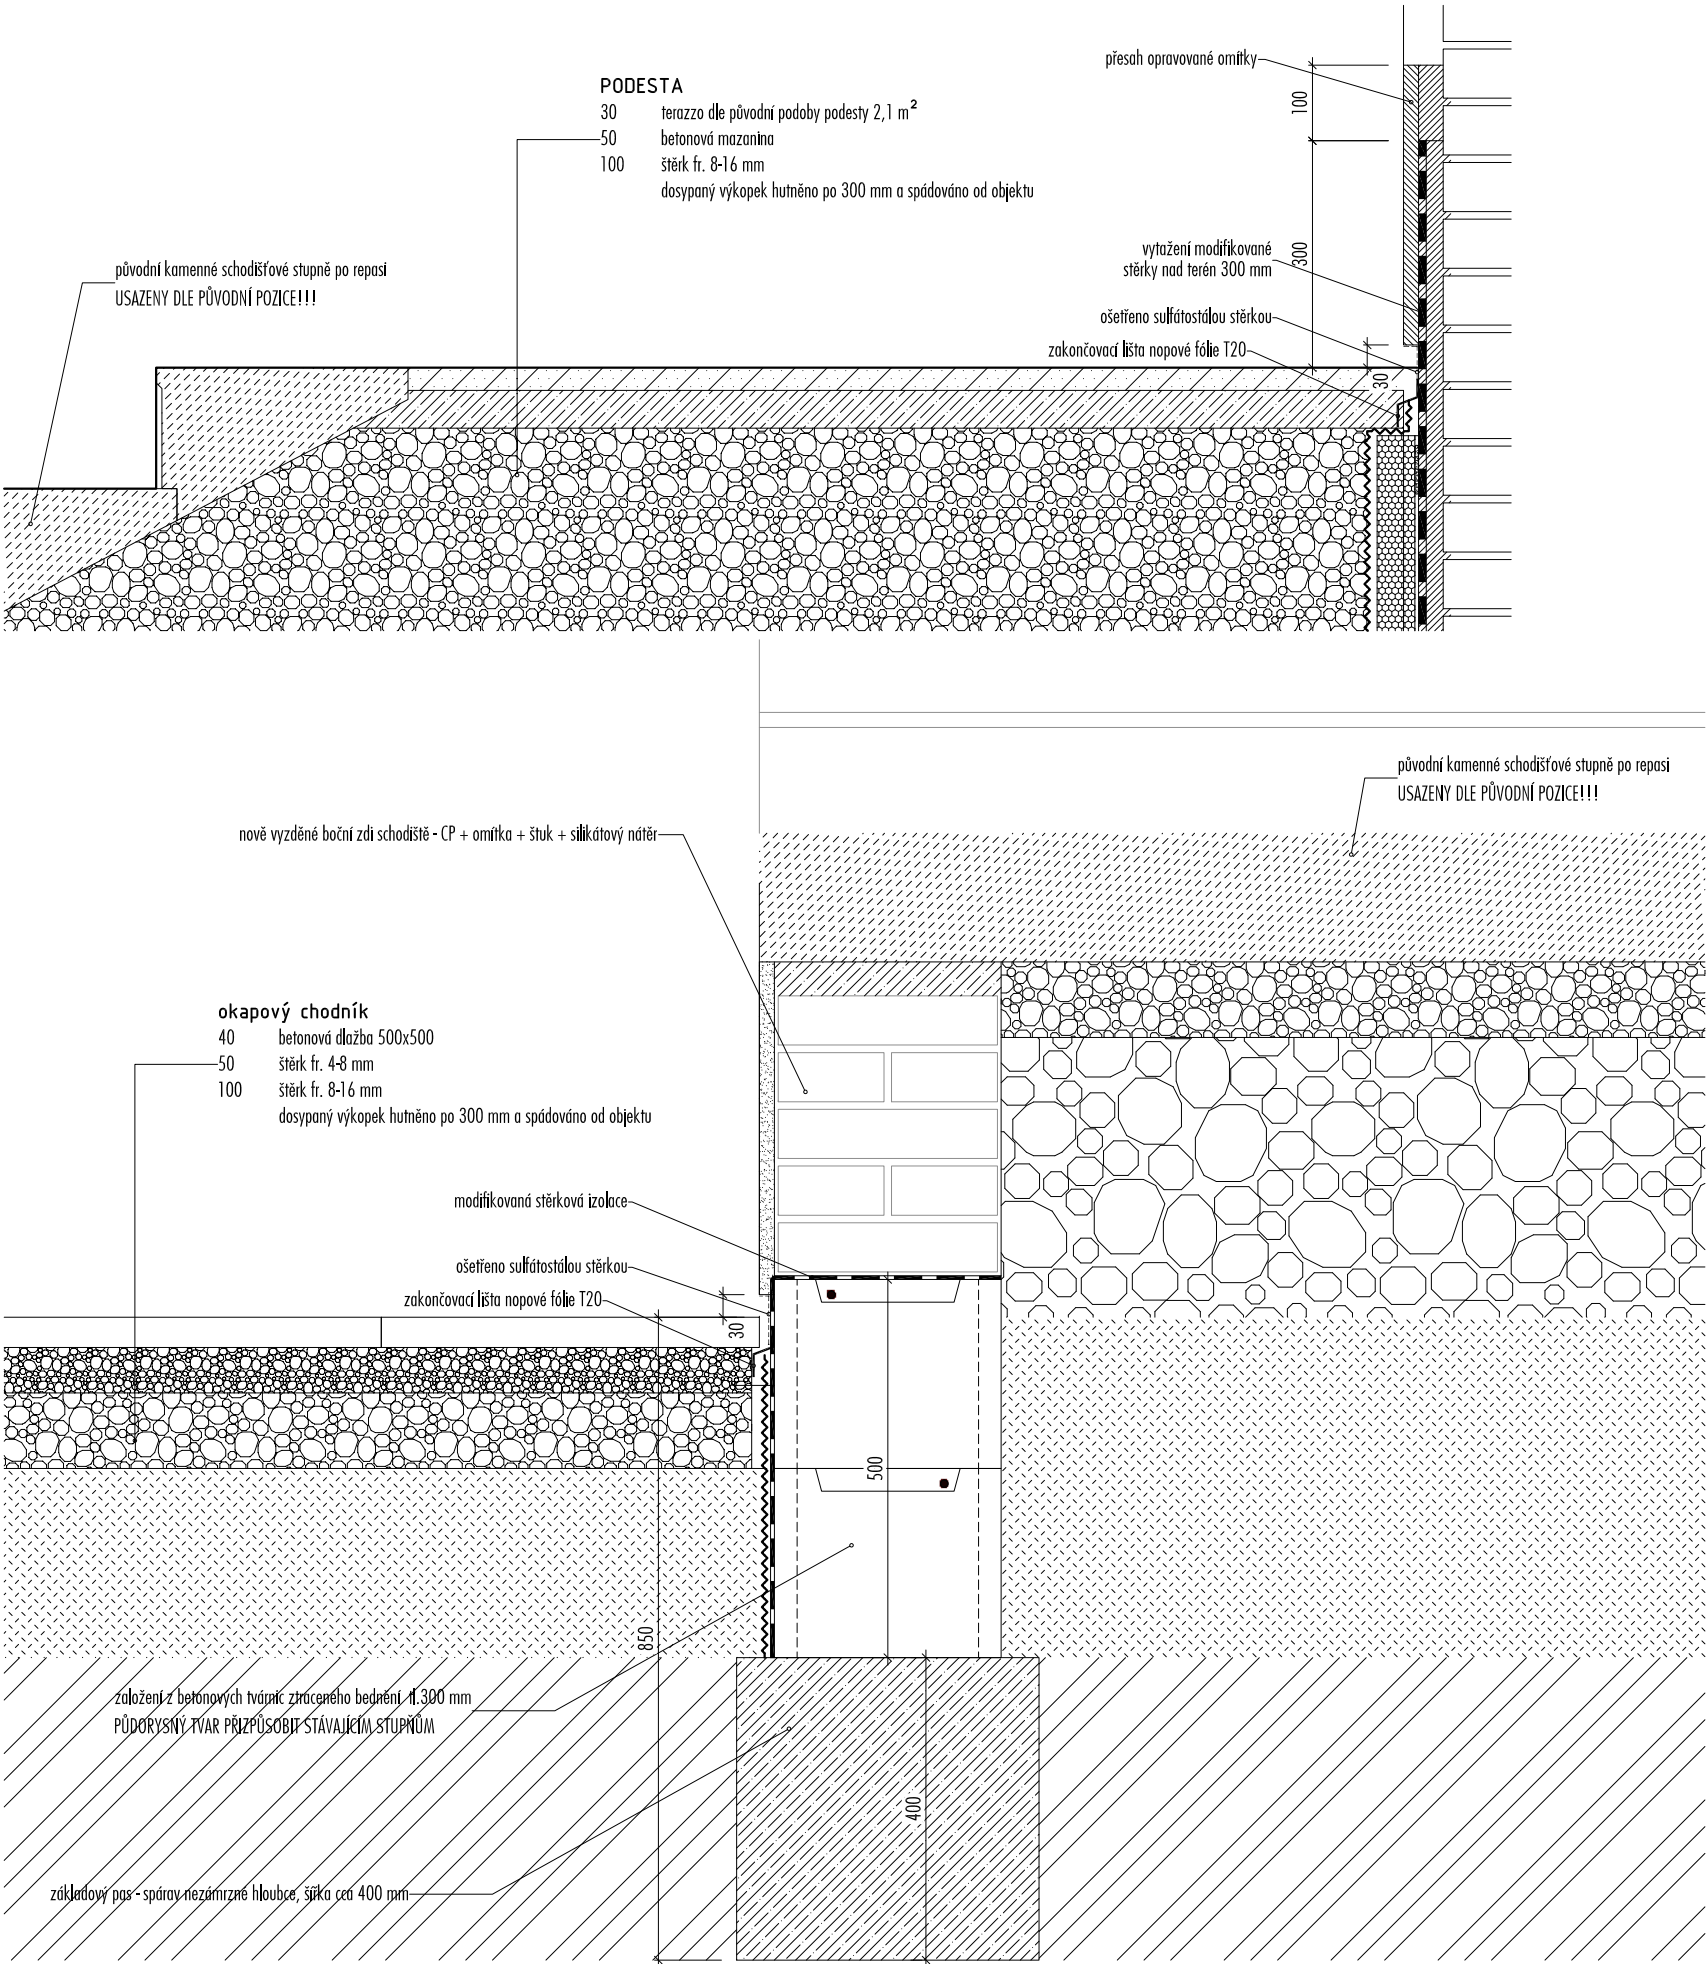 přesah opravované omítky
PODESTA
30 terazzo dle původní podoby podesty 2,1 m²
50 betonová mazanina
100 štěrk fr. 8-16 mm
dosypaný výkopek hutněno po 300 mm a spádováno od objektu
100
300
původní kamenné schodišťové stupně po repasi
USAZENY DLE PŮVODNÍ POZICE!!!
vytažení modifikované
stěrky nad terén 300 mm
ošetřeno sulfátostálou stěrkou
zakončovací lišta nopové fólie T20
30
původní kamenné schodišťové stupně po repasi
USAZENY DLE PŮVODNÍ POZICE!!!
nově vyzděné boční zdi schodiště - CP + omítka + štuk + silikátový nátěr
okapový chodník
40 betonová dlažba 500x500
50 štěrk fr. 4-8 mm
100 štěrk fr. 8-16 mm
dosypaný výkopek hutněno po 300 mm a spádováno od objektu
modifikovaná stěrková izolace
ošetřeno sulfátostálou stěrkou
zakončovací lišta nopové fólie T20
30
500
850
založení z betonových tvárnic ztraceného bednění tl.300 mm
PŮDORYSNÝ TVAR PŘIZPŮSOBIT STÁVAJÍCÍM STUPŇŮM
400
základový pas - spárav nezámrzné hloubce, šířka cca 400 mm